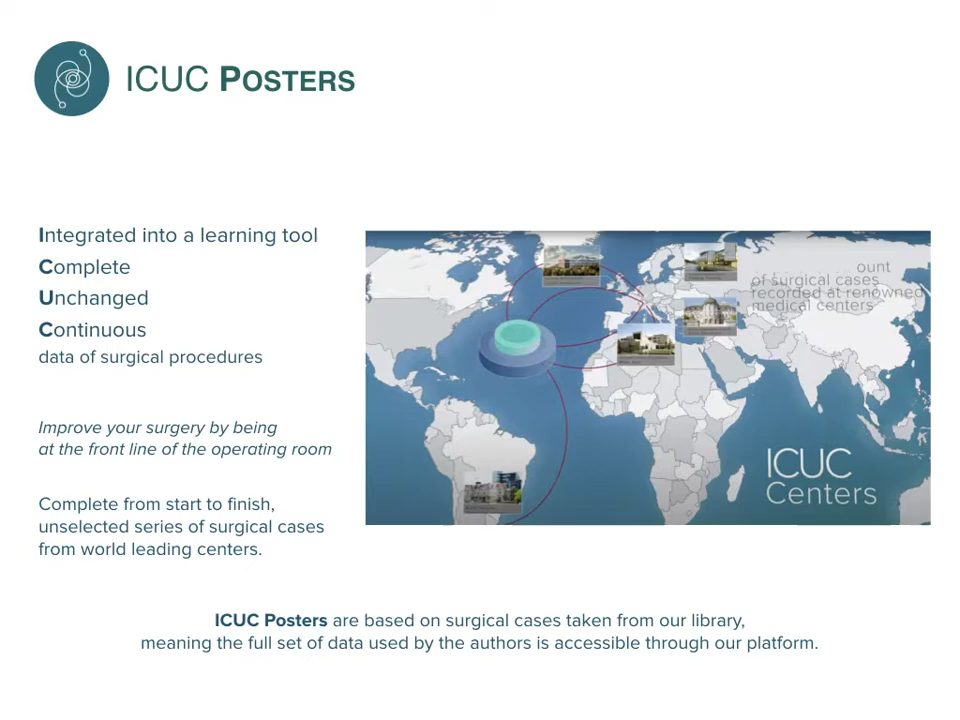 ICUC POSTERS
Integrated into a learning tool
Complete
Unchanged
Continuous
data of surgical procedures
Improve your surgery by being
at the front line of the operating room
Complete from start to finish,
unselected series of surgical cases
from world leading centers.
ount
of surgical cases
recorded at renowned
medical centers
ICUC
Centers
ICUC Posters are based on surgical cases taken from our library,
meaning the full set of data used by the authors is accessible through our platform.